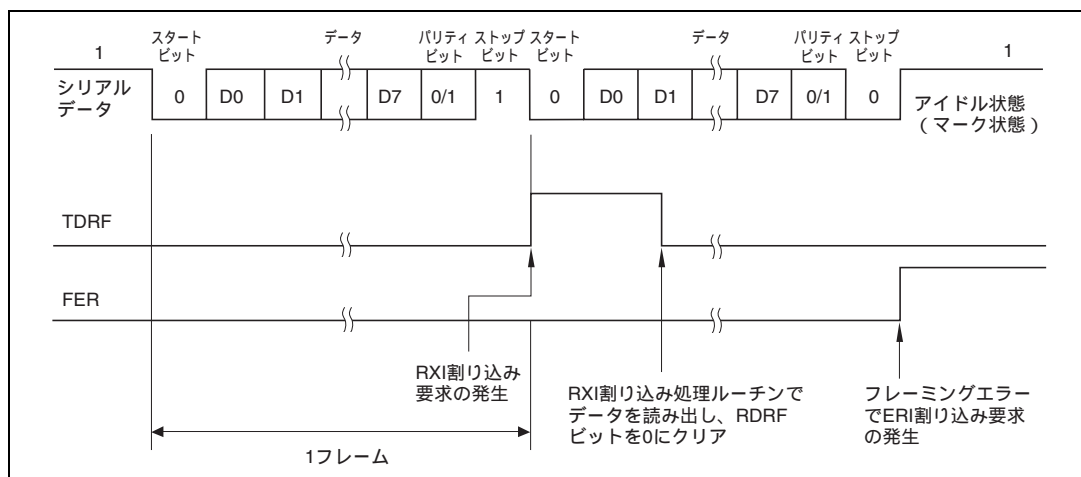 1
スタート
ビット
データ
パリティ
ビット
ストップ
ビット
スタート
ビット
データ
パリティ
ビット
ストップ
ビット
1
シリアル
データ
0 D0 D1 D7 0/1 1 0 D0 D1 D7 0/1 0
アイドル状態
（マーク状態）
TDRF
FER
RXI割り込み
要求の発生
RXI割り込み処理ルーチンで
データを読み出し、RDRF
ビットを0にクリア
フレーミングエラー
でERI割り込み要求
の発生
1フレーム